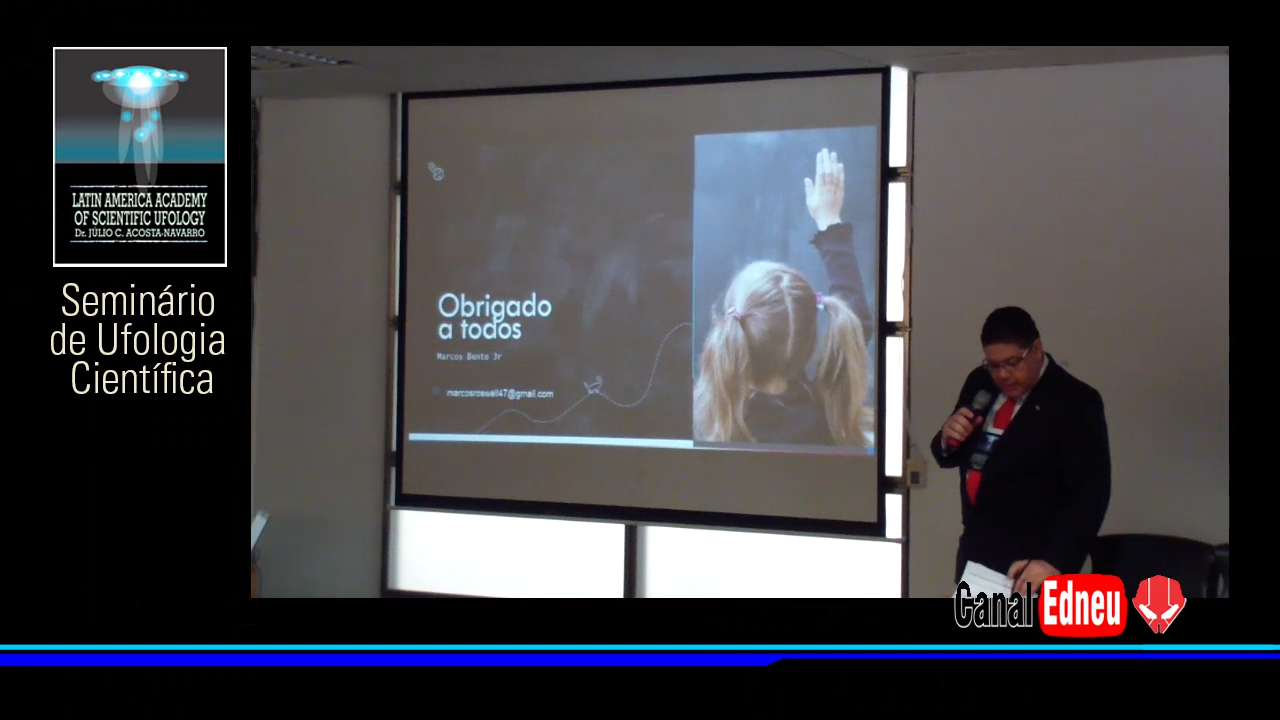 LATIN AMERICA ACADEMY
OF SCIENTIFIC UFOLOGY
Dr. JÚLIO C. ACOSTA-NAVARRO
Seminário
de Ufologia
Científica
Obrigado
a todos
Marcos Bento Jr
marcosroswell47@gmail.com
Canal Edneu